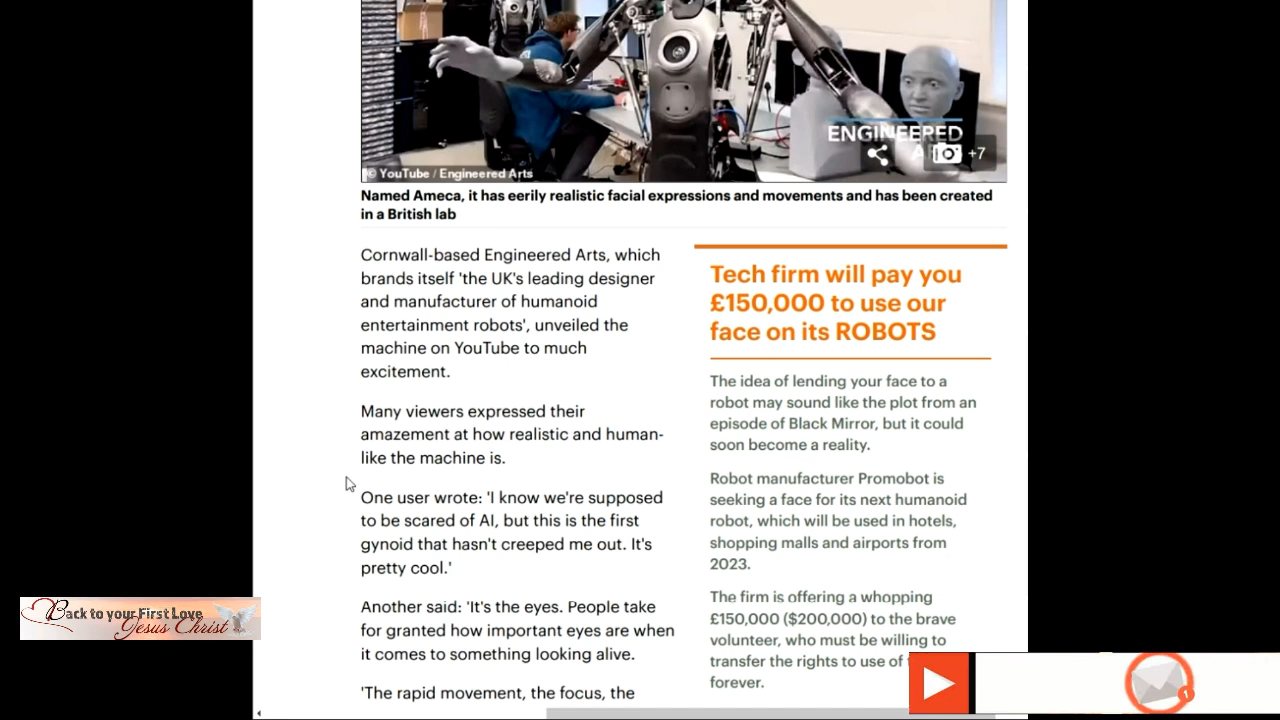 ENGINEERED
+7
© YouTube / Engineered Arts
Named Ameca, it has eerily realistic facial expressions and movements and has been created
in a British lab
Cornwall-based Engineered Arts, which
brands itself 'the UK's leading designer
and manufacturer of humanoid
entertainment robots', unveiled the
machine on YouTube to much
excitement.
Many viewers expressed their
amazement at how realistic and human-
like the machine is.
One user wrote: 'I know we're supposed
to be scared of AI, but this is the first
gynoid that hasn't creeped me out. It's
pretty cool.'
Another said: 'It's the eyes. People take
for granted how important eyes are when
it comes to something looking alive.
'The rapid movement, the focus, the
Tech firm will pay you
£150,000 to use our
face on its ROBOTS
The idea of lending your face to a
robot may sound like the plot from an
episode of Black Mirror, but it could
soon become a reality.
Robot manufacturer Promobot is
seeking a face for its next humanoid
robot, which will be used in hotels,
shopping malls and airports from
2023.
The firm is offering a whopping
£150,000 ($200,000) to the brave
volunteer, who must be willing to
transfer the rights to use of
forever.
Back to your First Love
Jesus Christ
1